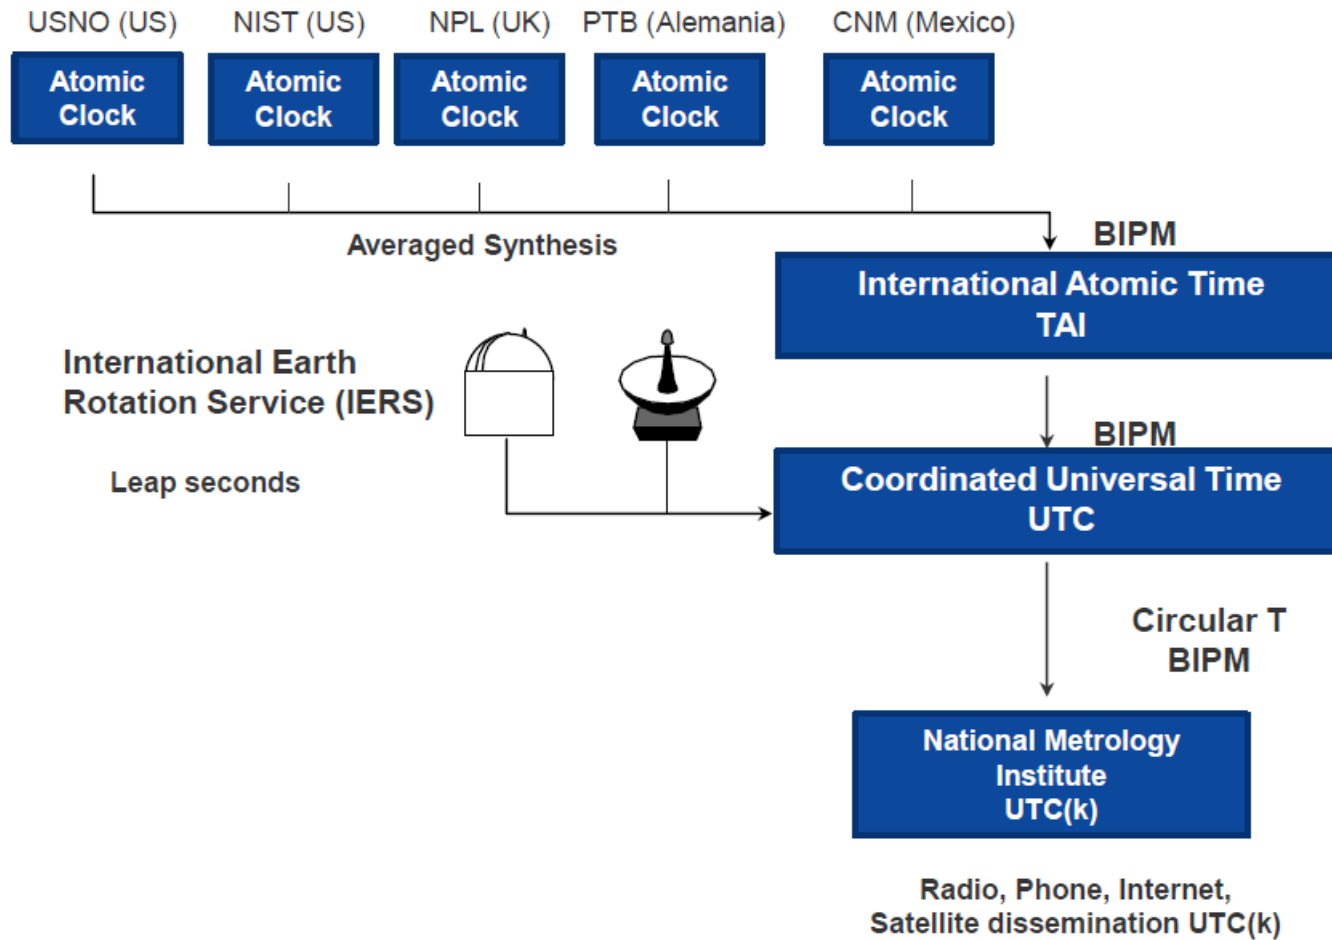 USNO (US)
NIST (US)
NPL (UK)
PTB (Alemania)
CNM (Mexico)
Atomic
Clock
Atomic
Clock
Atomic
Clock
Atomic
Clock
Atomic
Clock
Averaged Synthesis
BIPM
International Atomic Time
TAI
International Earth
Rotation Service (IERS)
Leap seconds
BIPM
Coordinated Universal Time
UTC
Circular T
BIPM
National Metrology
Institute
UTC(k)
Radio, Phone, Internet,
Satellite dissemination UTC(k)